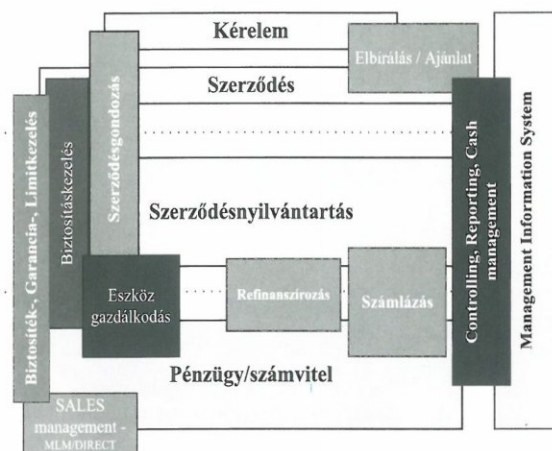 Kérelem
Elbírálás / Ajánlat
Szerződés
Biztosíték-, Garancia-, Limitkezelés
Biztosításkezelés
Szerződésgondozás
Szerződésnyilvántartás
Eszköz
gazdálkodás
Refinanszírozás
Számlázás
Controlling, Reporting, Cash
management
Management Information System
Pénzügy/számvitel
SALES
management -
MLM/DIRECT